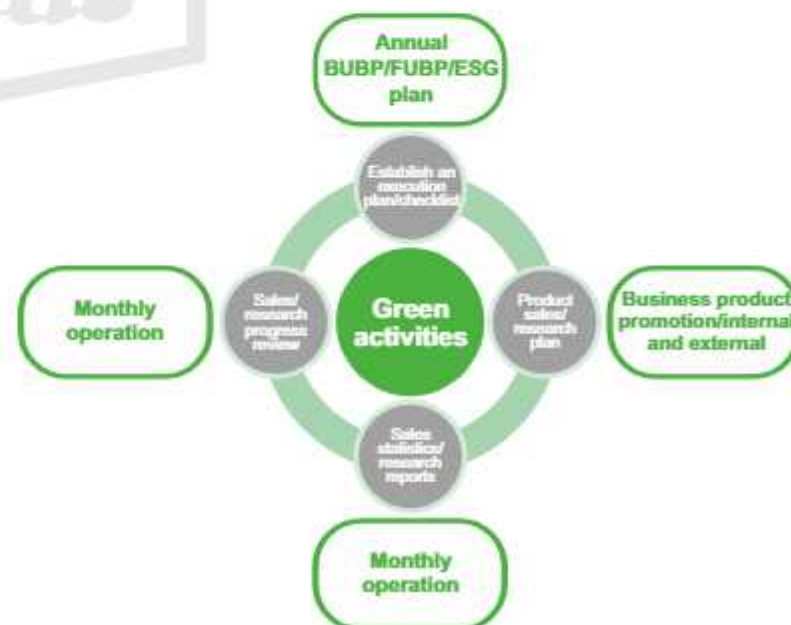 Annual
BUBP/FUBP/ESG
plan
Establish an
execution
plan/checklist
Monthly
operation
Sales/
research
progress
review
Green
activities
Product
sales/
research
plan
Business product
promotion/internal
and external
Sales
statistics/
research
reports
Monthly
operation